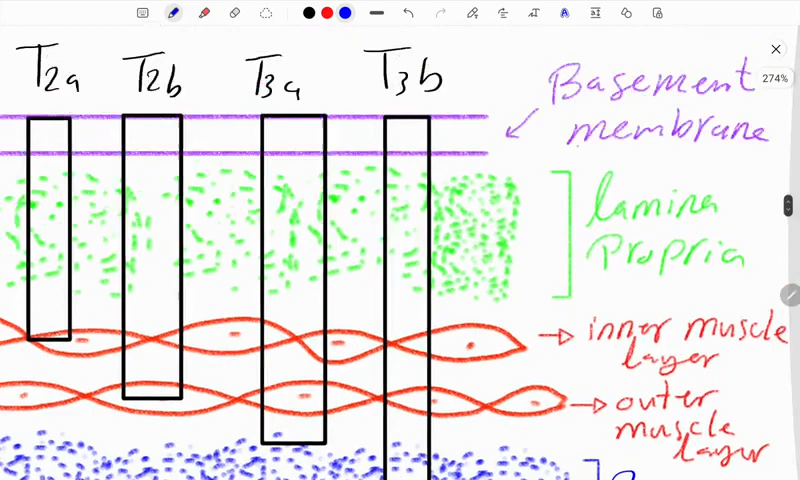 T2a T2b T3a T3b
274%
Basement
membrane
lamina
propria
inner muscle
layer
outer
muscle
layer